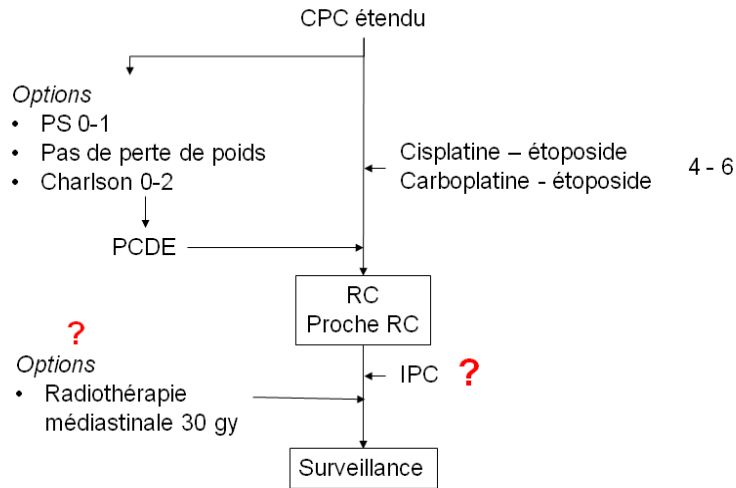 CPC étendu
Options
• PS 0-1
• Pas de perte de poids
• Charlson 0-2
Cisplatine – étoposide
Carboplatine - étoposide
4 - 6
PCDE
RC
Proche RC
?
Options
• Radiothérapie
médiastinale 30 gy
IPC ?
Surveillance